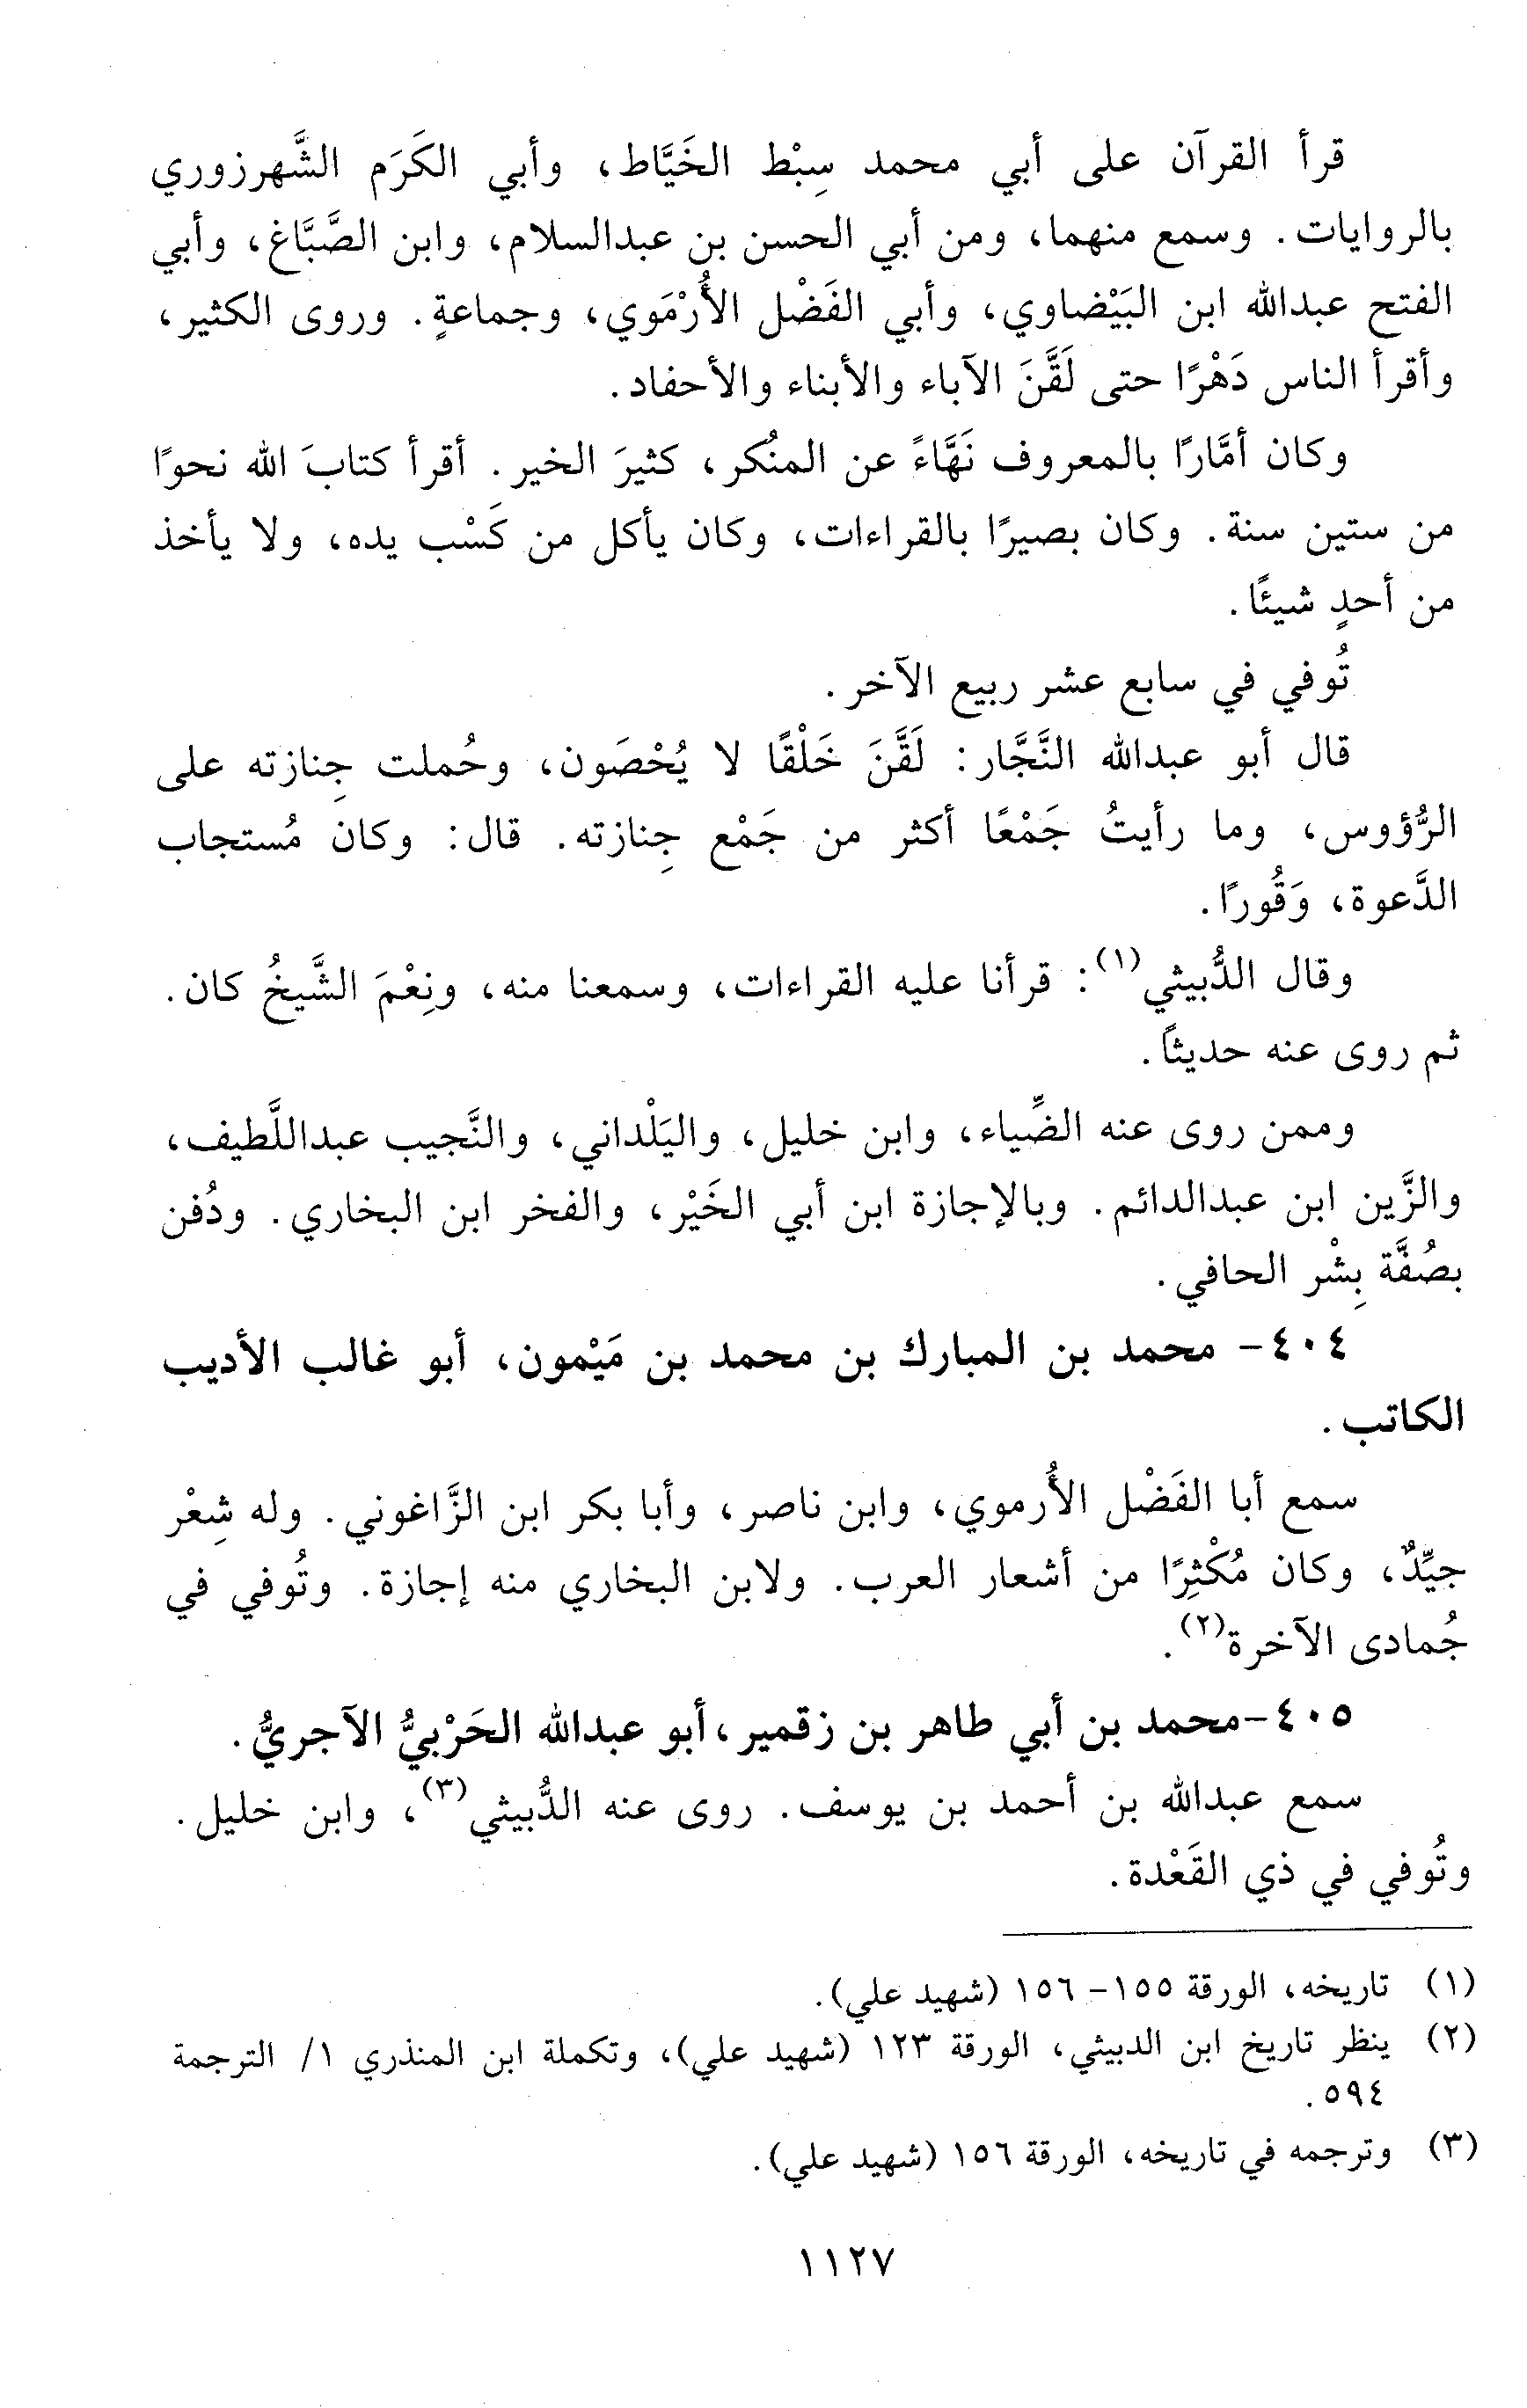 قرأ القرآن على أبي محمد سِبْط الخَيَّاط، وأبي الكَرَم الشَّهرزوري
بالروايات. وسمع منهما، ومن أبي الحسن بن عبدالسلام، وابن الصَّبَّاغ، وأبي
الفتح عبدالله ابن البَيْضاوي، وأبي الفَضْل الأُرْمَوي، وجماعةٍ. وروى الكثير،
وأقرأ الناس دَهْرًا حتى لَقَّنَ الآباء والأبناء والأحفاد.
وكان أمَّارًا بالمعروف نَهَّاءً عن المنُكر، كثيرَ الخير. أقرأ كتابَ الله نحوًا
من ستين سنة. وكان بصيرًا بالقراءات، وكان يأكل من كَسْب يده، ولا يأخذ
من أحدٍ شيئًا.
تُوفي في سابع عشر ربيع الآخر.
قال أبو عبدالله النَّجَّار: لَقَّنَ خَلْقًا لا يُحْصَون، وحُملت جِنازته على
الرُّؤوس، وما رأيتُ جَمْعًا أكثر من جَمْع جِنازته. قال: وكان مُستجاب
الدَّعوة، وَقُورًا.
وقال الدُّبيثي(١): قرأنا عليه القراءات، وسمعنا منه، ونِعْمَ الشَّيخُ كان.
ثم روى عنه حديثاً.
وممن روى عنه الضِّياء، وابن خليل، واليَلْداني، والنَّجيب عبداللَّطيف،
والزَّين ابن عبدالدائم. وبالإجازة ابن أبي الخَيْر، والفخر ابن البخاري. ودُفن
بصُفَّة بِشْر الحافي.
٤٠٤- محمد بن المبارك بن محمد بن مَيْمون، أبو غالب الأديب
الكاتب.
سمع أبا الفَضْل الأُرموي، وابن ناصر، وأبا بكر ابن الزَّاغوني. وله شِعْر
جيِّدٌ، وكان مُكْثِرًا من أشعار العرب. ولابن البخاري منه إجازة. وتُوفي في
جُمادى الآخرة(٢).
٤٠٥-محمد بن أبي طاهر بن زقمير، أبو عبدالله الحَرْبيُّ الآجريُّ.
سمع عبدالله بن أحمد بن يوسف. روى عنه الدُّبيثي(٣)، وابن خليل.
وتُوفي في ذي القَعْدة.
(١) تاريخه، الورقة ١٥٥- ١٥٦ (شهيد علي).
(٢) ينظر تاريخ ابن الدبيثي، الورقة ١٢٣ (شهيد علي)، وتكملة ابن المنذري ١/ الترجمة
٥٩٤.
(٣) وترجمه في تاريخه، الورقة ١٥٦ (شهيد علي).
١١٢٧